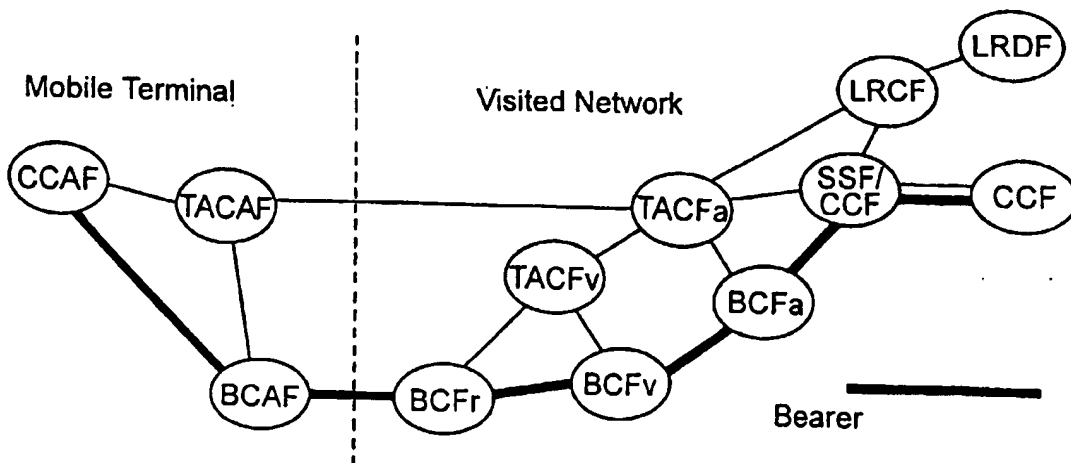 Mobile Terminal
Visited Network
LRDF
LRCF
CCAF
TACAF
TACFa
SSF/
CCF
CCF
TACFv
BCFa
BCAF
BCFr
BCFv
Bearer